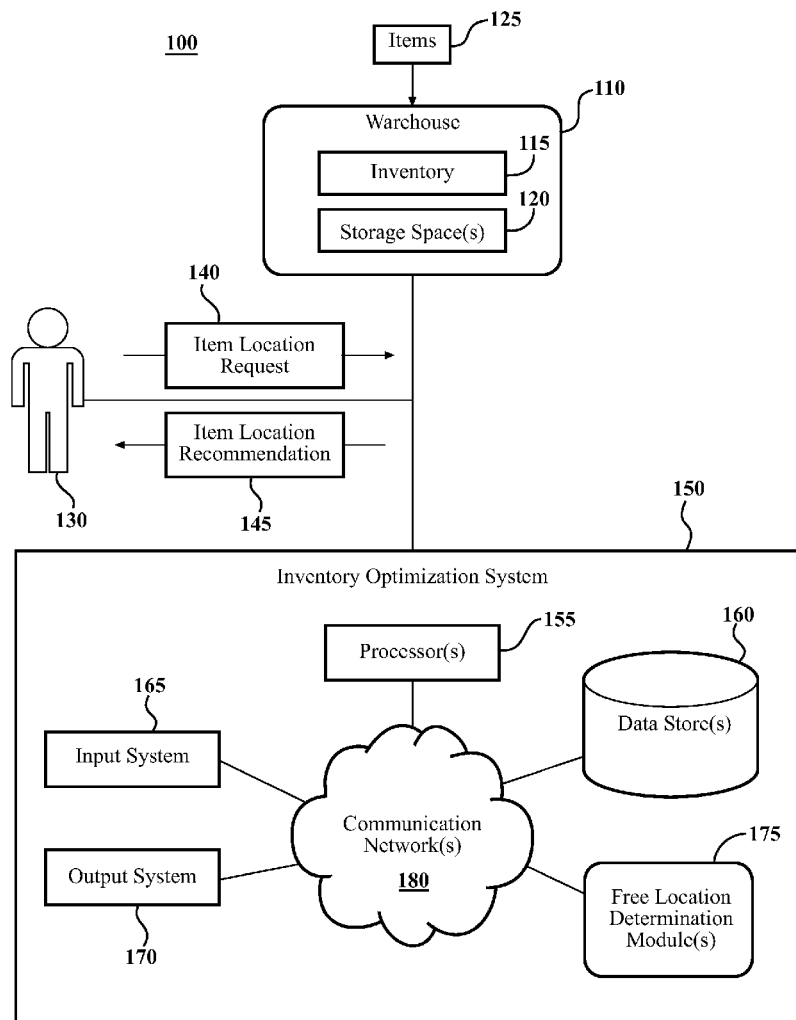 100
Items
125
110
Warehouse
Inventory
115
Storage Space(s)
120
140
Item Location
Request
Item Location
Recommendation
130
145
150
Inventory Optimization System
Processor(s)
155
160
Data Store(s)
165
Input System
Communication
Network(s)
180
Output System
170
175
Free Location
Determination
Module(s)